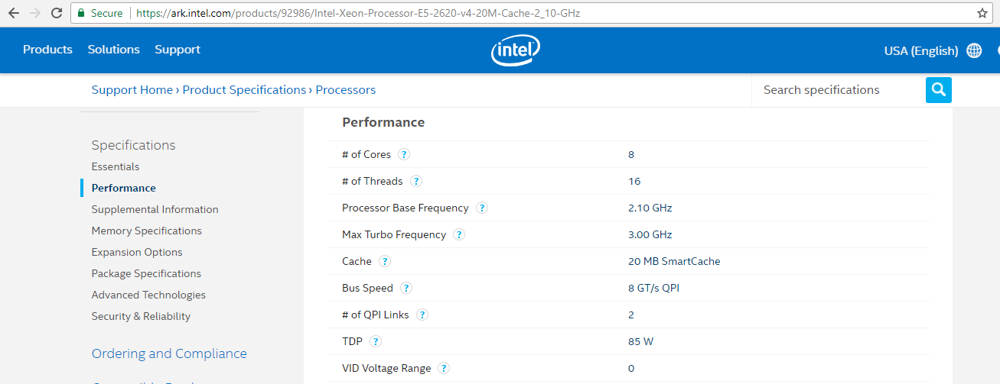 Secure https://ark.intel.com/products/92986/Intel-Xeon-Processor-E5-2620-v4-20M-Cache-2_10-GHz
Products Solutions Support intel USA (English)
Support Home › Product Specifications › Processors Search specifications
Specifications
Essentials
Performance
Supplemental Information
Memory Specifications
Expansion Options
Package Specifications
Advanced Technologies
Security & Reliability
Ordering and Compliance
Performance
# of Cores ? 8
# of Threads ? 16
Processor Base Frequency ? 2.10 GHz
Max Turbo Frequency ? 3.00 GHz
Cache ? 20 MB SmartCache
Bus Speed ? 8 GT/s QPI
# of QPI Links ? 2
TDP ? 85 W
VID Voltage Range ? 0